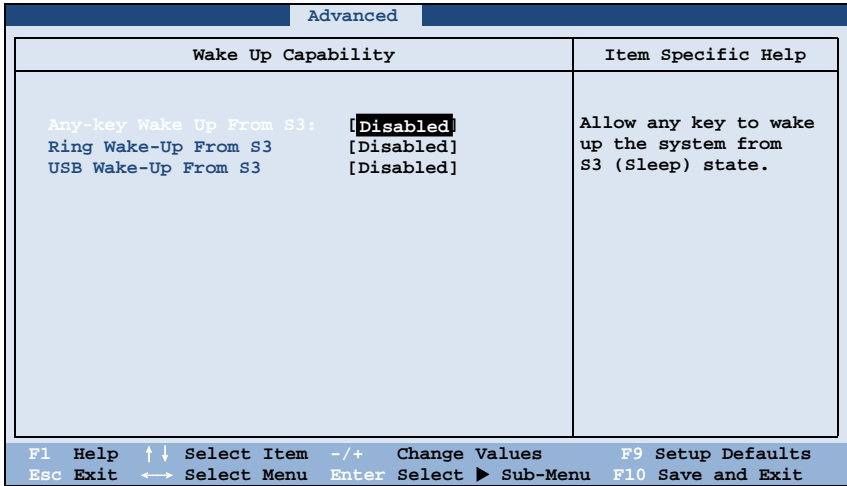 Advanced
Wake Up Capability
Item Specific Help
Any-key Wake Up From S3: [Disabled]
Ring Wake-Up From S3 [Disabled]
USB Wake-Up From S3 [Disabled]
Allow any key to wake
up the system from
S3 (Sleep) state.
F1 Help ↑↓ Select Item -/+ Change Values F9 Setup Defaults
Esc Exit ←→ Select Menu Enter Select ▶ Sub-Menu F10 Save and Exit